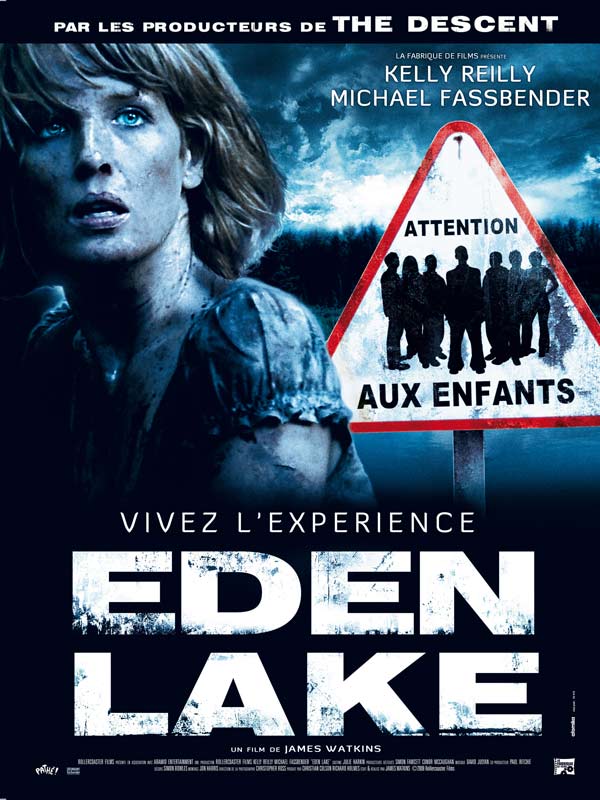 PAR LES PRODUCTEURS DE THE DESCENT
LA FABRIQUE DE FILMS PRÉSENTE
KELLY REILLY
MICHAEL FASSBENDER
ATTENTION
AUX ENFANTS
VIVEZ L'EXPERIENCE
EDEN
LAKE
UN FILM DE JAMES WATKINS
PATHE!